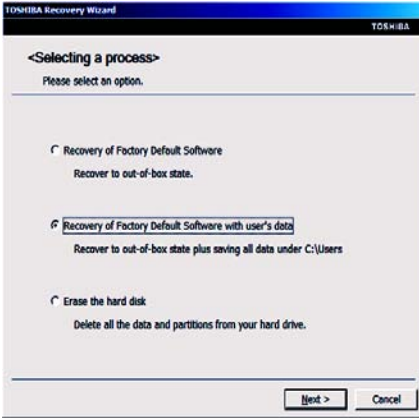 TOSHIBA Recovery Wizard
TOSHIBA
<Selecting a process>
Please select an option.
Recovery of Factory Default Software
Recover to out-of-box state.
Recovery of Factory Default Software with user's data
Recover to out-of-box state plus saving all data under C:\Users
Erase the hard disk
Delete all the data and partitions from your hard drive.
Next > Cancel